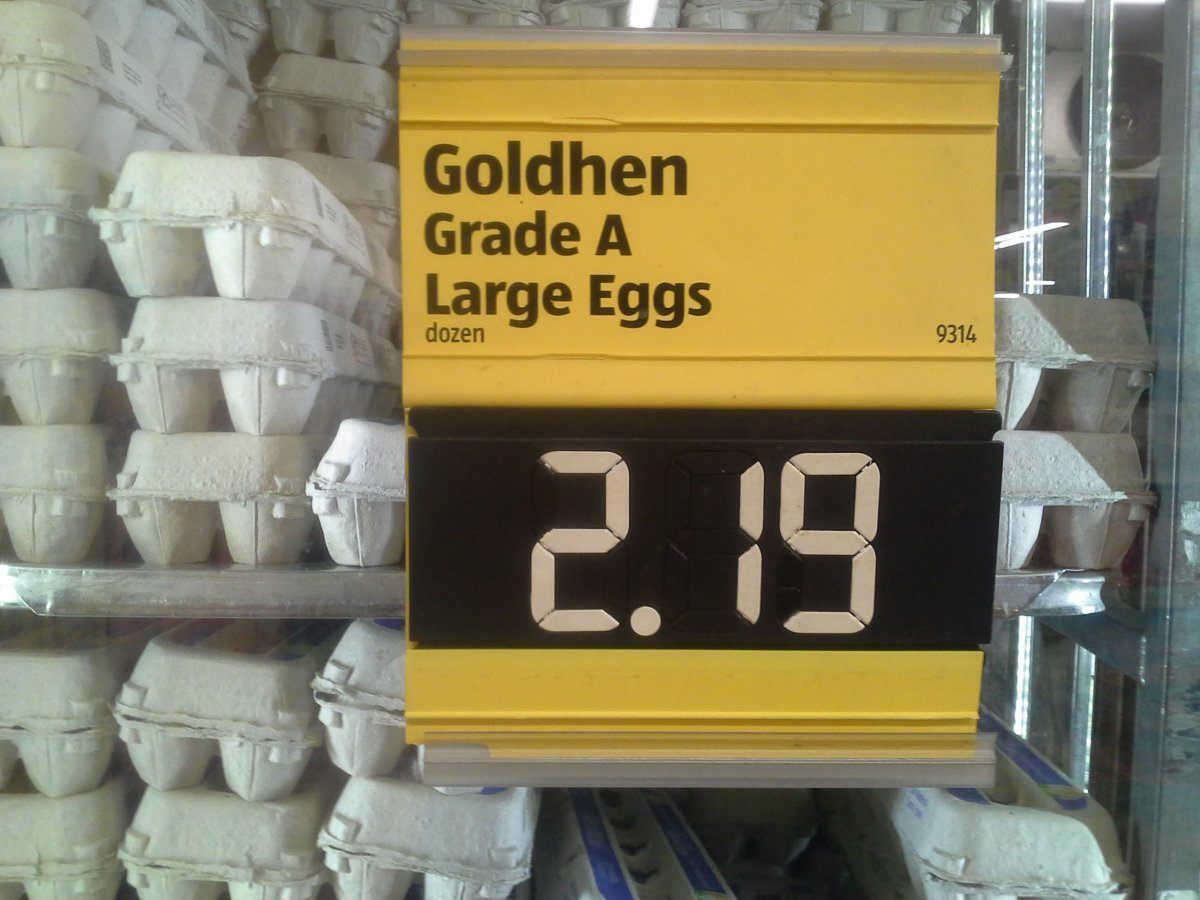 Goldhen
Grade A
Large Eggs
dozen 9314
2.19